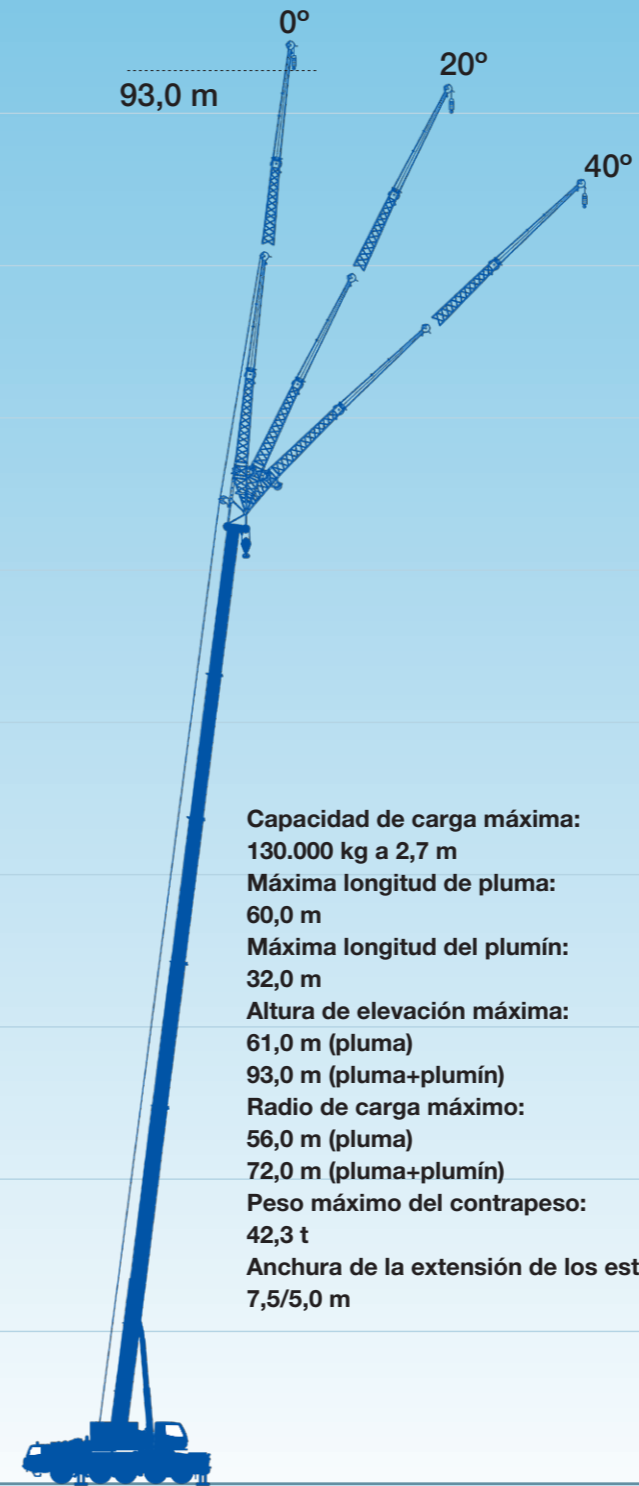 0º
20º
93,0 m
40º
Capacidad de carga máxima:
130.000 kg a 2,7 m
Máxima longitud de pluma:
60,0 m
Máxima longitud del plumín:
32,0 m
Altura de elevación máxima:
61,0 m (pluma)
93,0 m (pluma+plumín)
Radio de carga máximo:
56,0 m (pluma)
72,0 m (pluma+plumín)
Peso máximo del contrapeso:
42,3 t
Anchura de la extensión de los
7,5/5,0 m